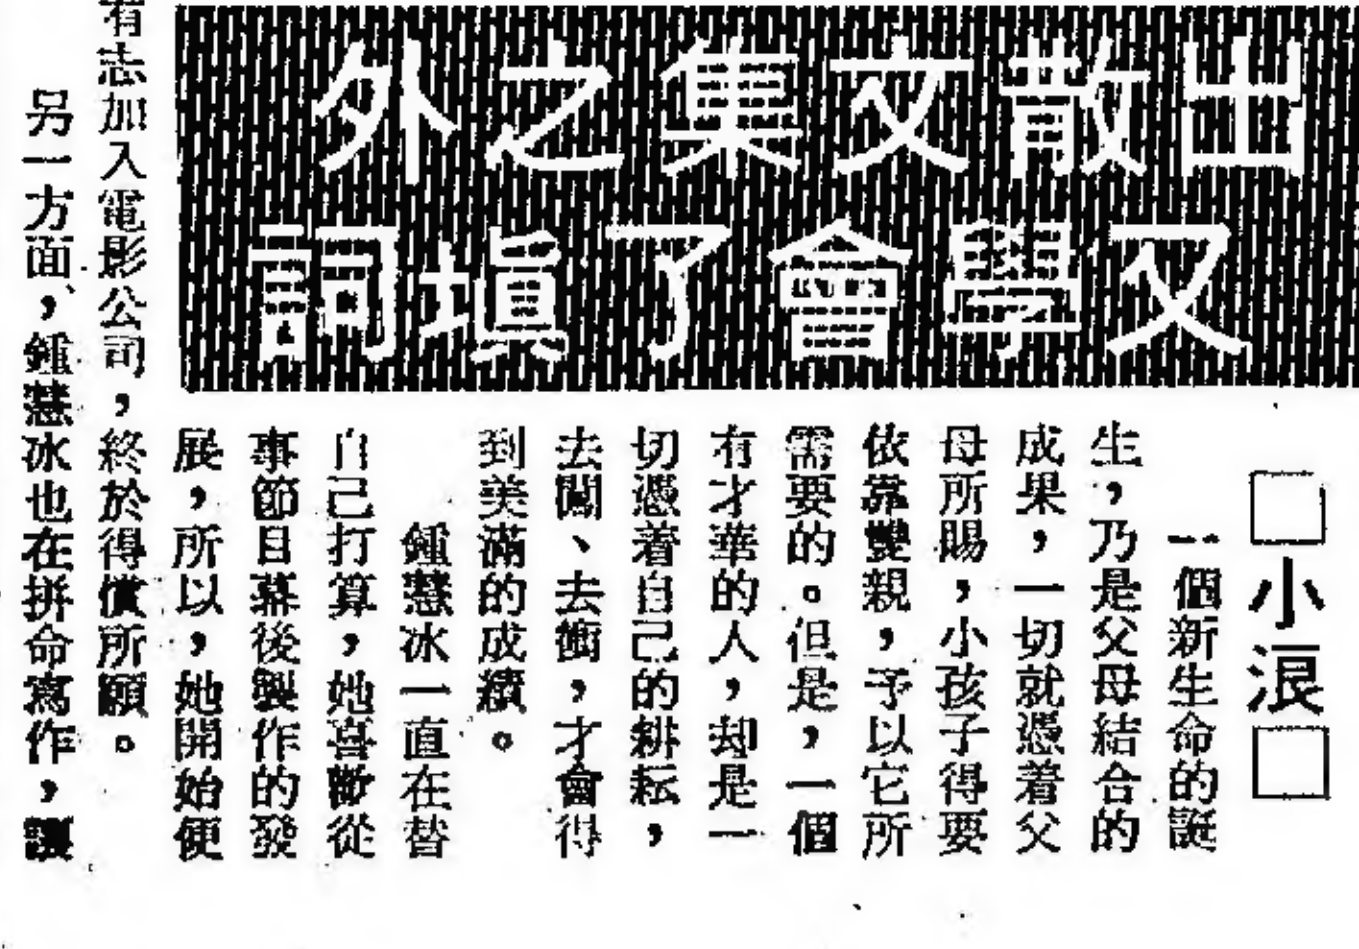 出散文集之外
又學會了填詞
□小浪□
一個新生命的誕
生，乃是父母結合的
成果，一切就憑着父
母所賜，小孩子得要
依靠雙親，予以它所
需要的。但是，一個
有才華的人，却是一
切憑着自己的耕耘，
去闖、去衝，才會得
到美滿的成績。
鍾慧冰一直在替
自己打算，她喜歡從
事節目幕後製作的發
展，所以，她開始便
有志加入電影公司，終於得償所願。
另一方面，鍾慧冰也在拼命寫作，讓